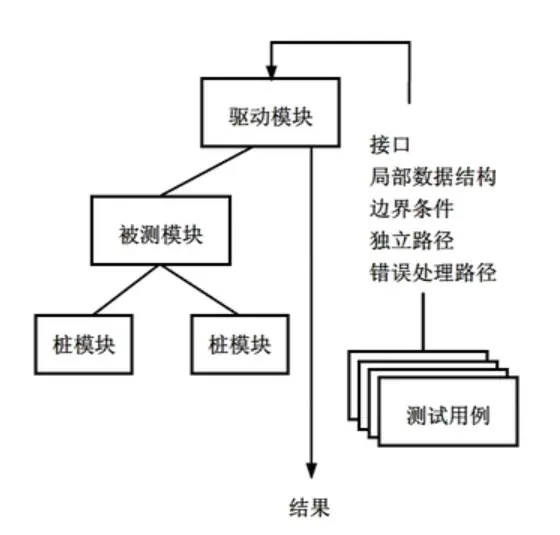 驱动模块
接口
局部数据结构
边界条件
独立路径
错误处理路径
被测模块
桩模块
桩模块
测试用例
结果